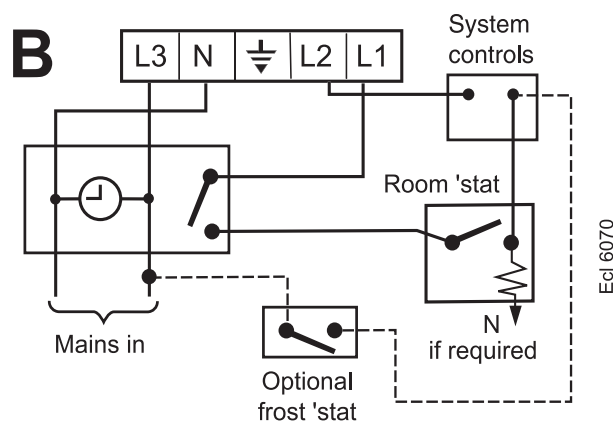 B
L3 N L2 L1
System
controls
Room 'stat
Mains in
N
if required
Optional
frost 'stat
Ecl 6070